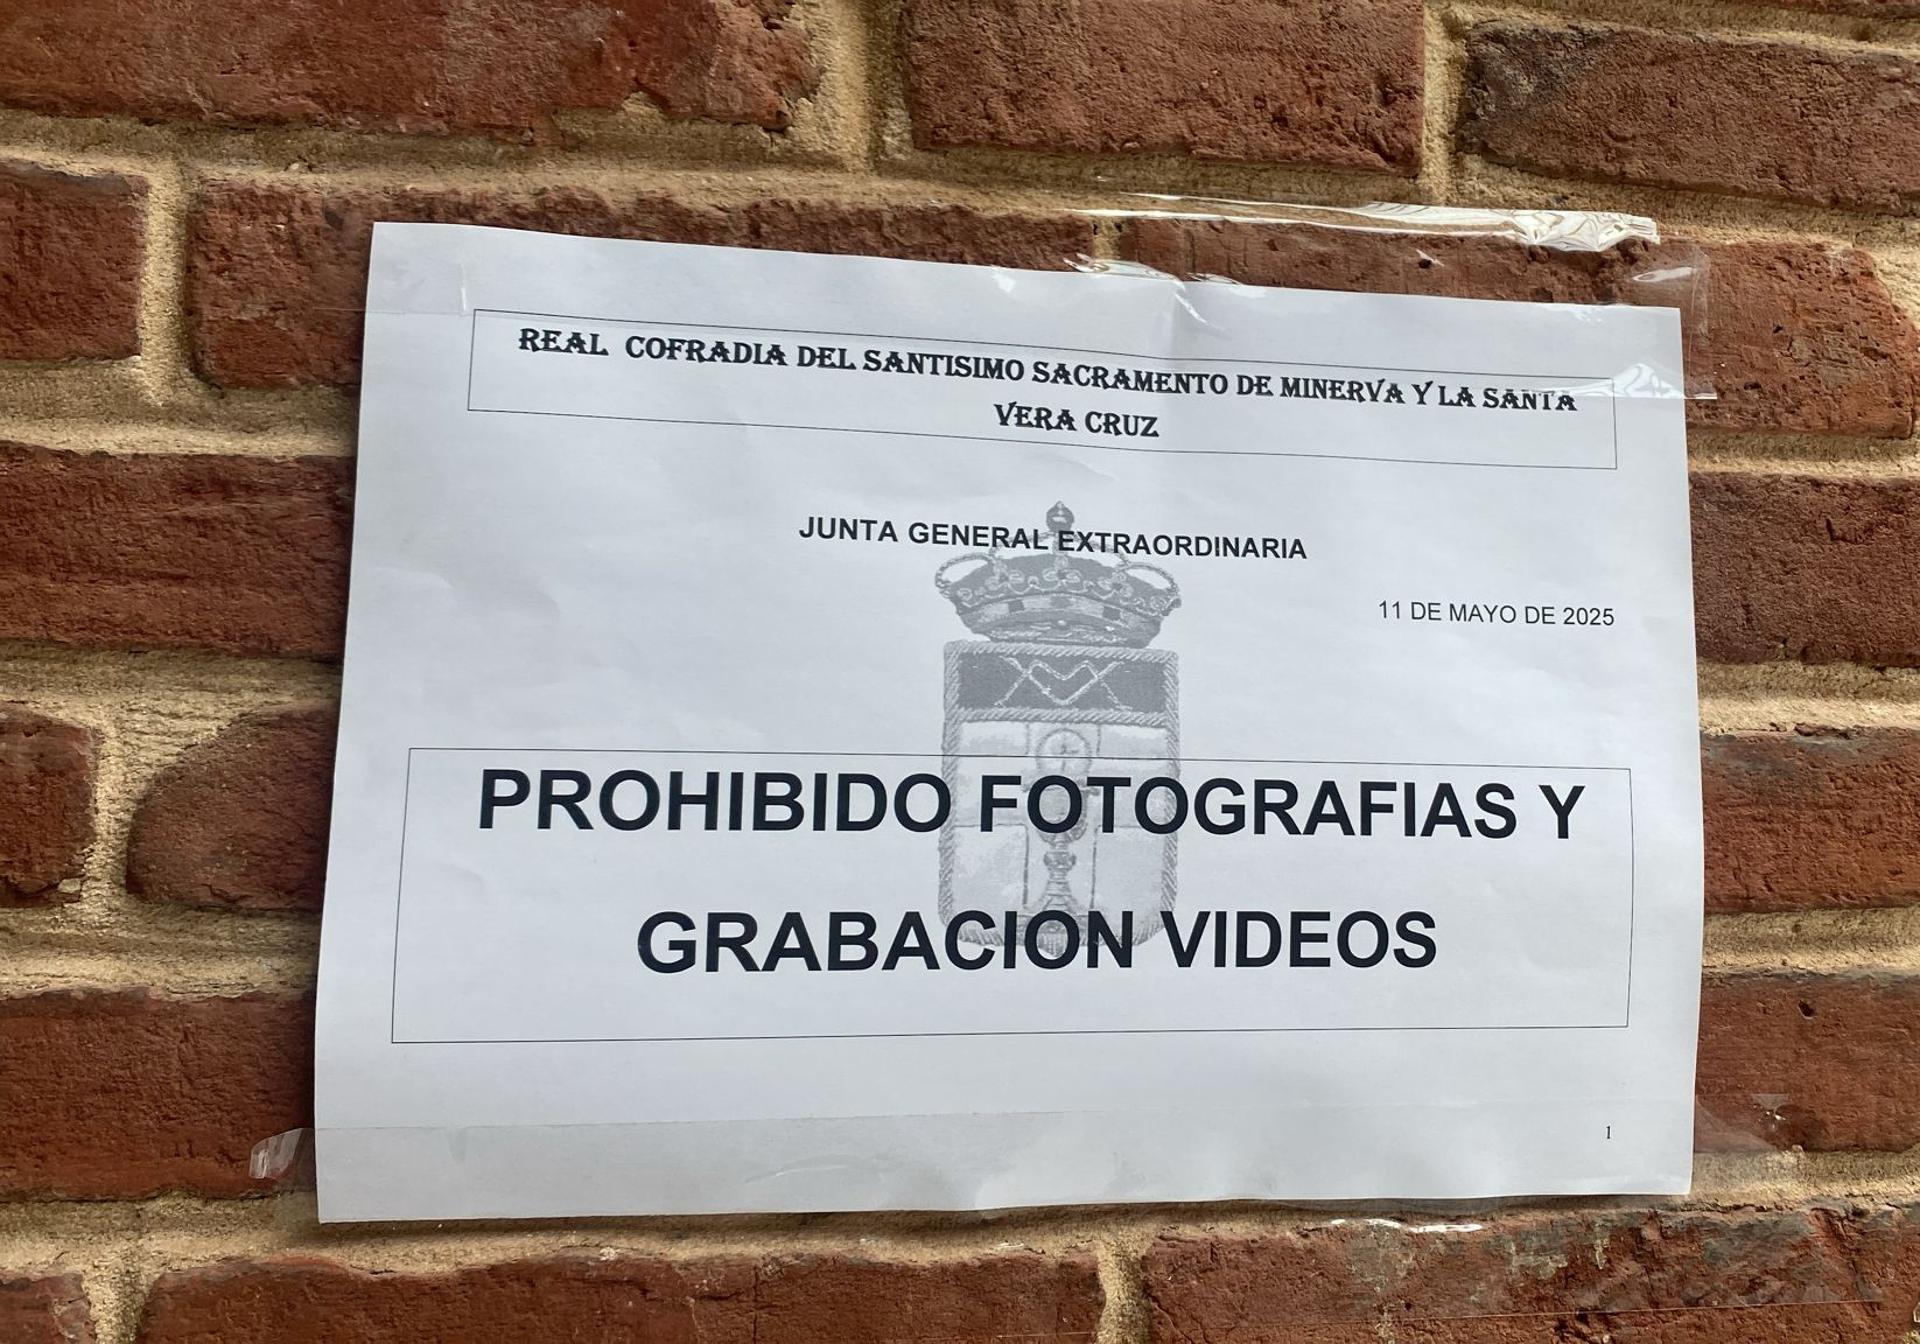 REAL COFRADIA DEL SANTISIMO SACRAMENTO DE MINERVA Y LA SANTA
VERA CRUZ
JUNTA GENERAL EXTRAORDINARIA
11 DE MAYO DE 2025
PROHIBIDO FOTOGRAFIAS Y
GRABACION VIDEOS
1